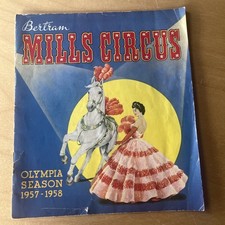 Bertram
MILLS CIRCUS
OLYMPIA
SEASON
1957-1958